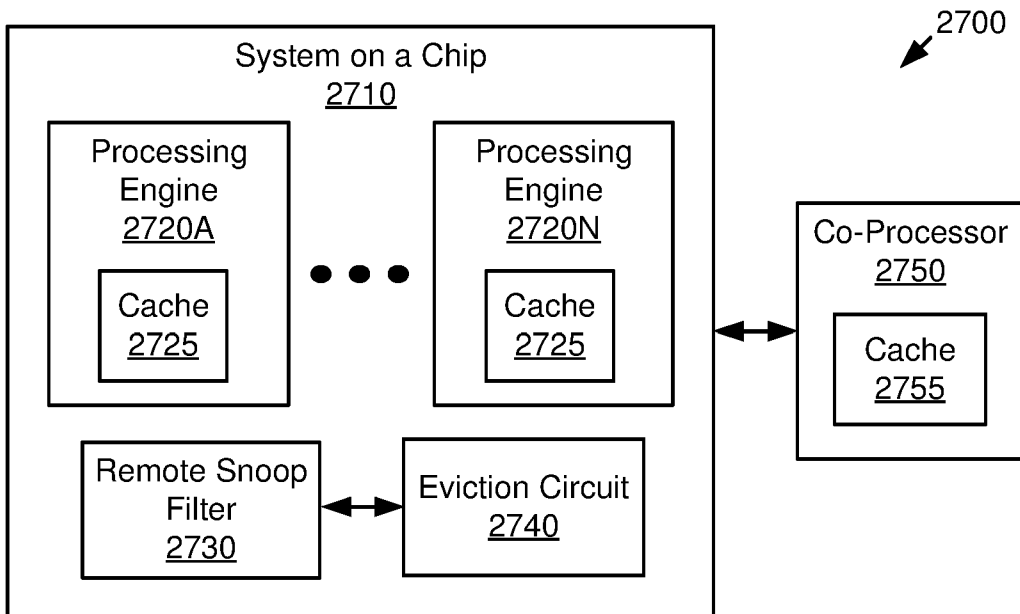 2700
System on a Chip
2710
Processing
Engine
2720A
Cache
2725
Processing
Engine
2720N
Cache
2725
Co-Processor
2750
Cache
2755
Remote Snoop
Filter
2730
Eviction Circuit
2740